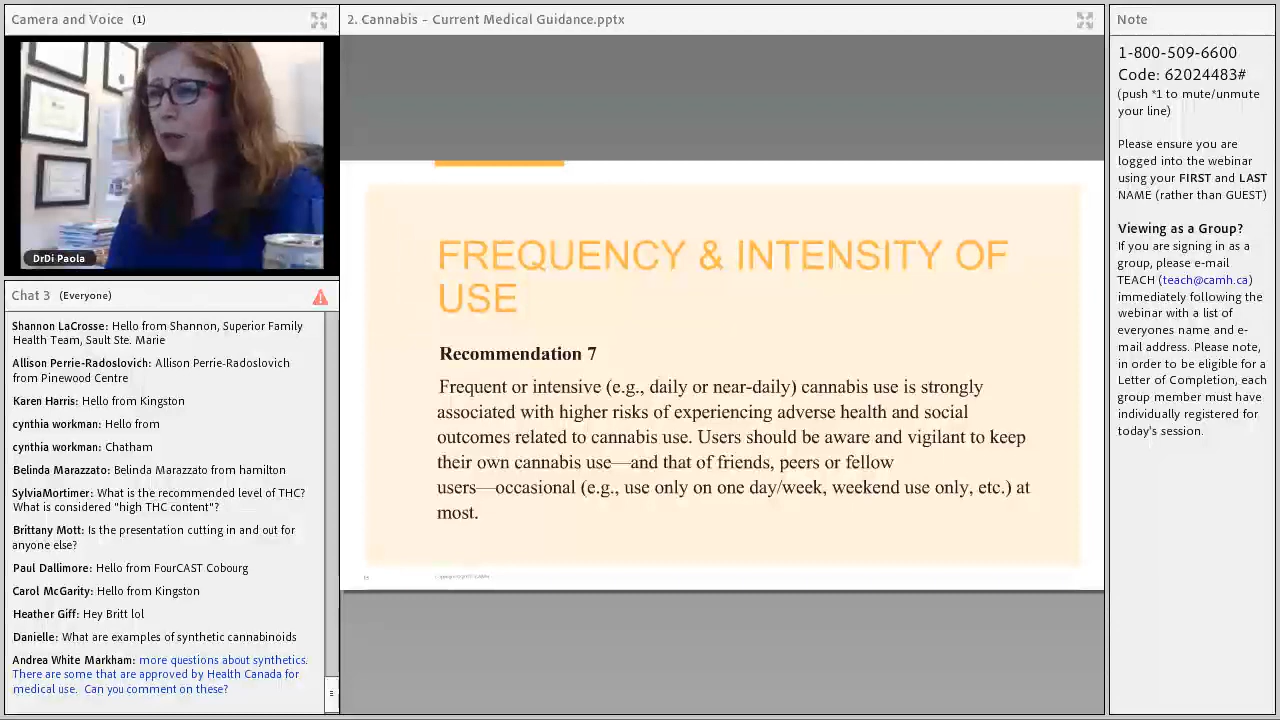 Camera and Voice (1)
DrDi Paola
Chat 3 (Everyone)
Shannon LaCrosse: Hello from Shannon, Superior Family
Health Team, Sault Ste. Marie
Allison Perrie-Radoslovich: Allison Perrie-Radoslovich
from Pinewood Centre
Karen Harris: Hello from Kingston
cynthia workman: Hello from
cynthia workman: Chatham
Belinda Marazzato: Belinda Marazzato from hamilton
SylviaMortimer: What is the recommended level of THC?
What is considered "high THC content"?
Brittany Mott: Is the presentation cutting in and out for
anyone else?
Paul Dallimore: Hello from FourCAST Cobourg
Carol McGarity: Hello from Kingston
Heather Giff: Hey Britt lol
Danielle: What are examples of synthetic cannabinoids
Andrea White Markham: more questions about synthetics.
There are some that are approved by Health Canada for
medical use. Can you comment on these?
2. Cannabis – Current Medical Guidance.pptx
FREQUENCY & INTENSITY OF
USE
Recommendation 7
Frequent or intensive (e.g., daily or near-daily) cannabis use is strongly
associated with higher risks of experiencing adverse health and social
outcomes related to cannabis use. Users should be aware and vigilant to keep
their own cannabis use—and that of friends, peers or fellow
users—occasional (e.g., use only on one day/week, weekend use only, etc.) at
most.
Note
1-800-509-6600
Code: 62024483#
(push *1 to mute/unmute
your line)
Please ensure you are
logged into the webinar
using your FIRST and LAST
NAME (rather than GUEST)
Viewing as a Group?
If you are signing in as a
group, please e-mail
TEACH (teach@camh.ca)
immediately following the
webinar with a list of
everyones name and e-
mail address. Please note,
in order to be eligible for a
Letter of Completion, each
group member must have
individually registered for
today's session.